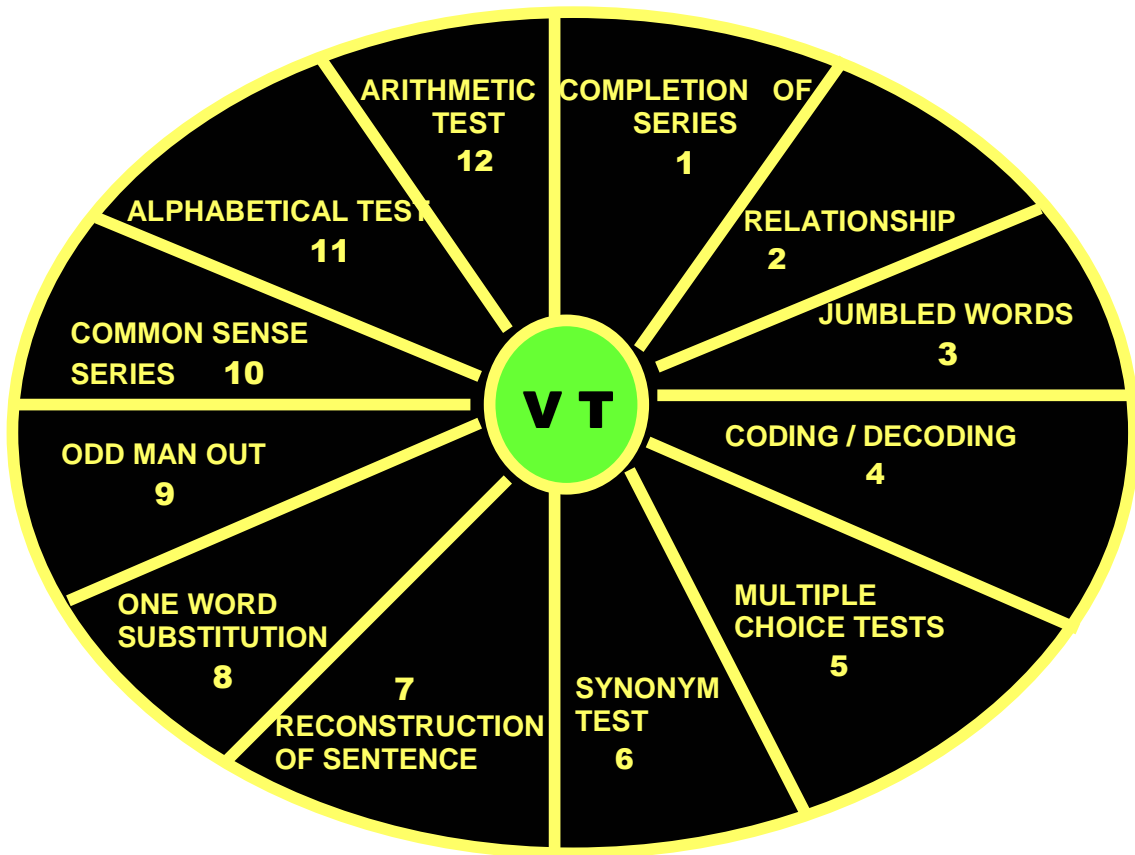 COMPLETION OF
SERIES
1
RELATIONSHIP
2
JUMBLED WORDS
3
CODING / DECODING
4
MULTIPLE
CHOICE TESTS
5
SYNONYM
TEST
6
7
RECONSTRUCTION
OF SENTENCE
ONE WORD
SUBSTITUTION
8
ODD MAN OUT
9
COMMON SENSE
SERIES 10
ALPHABETICAL TEST
11
ARITHMETIC
TEST
12
V T